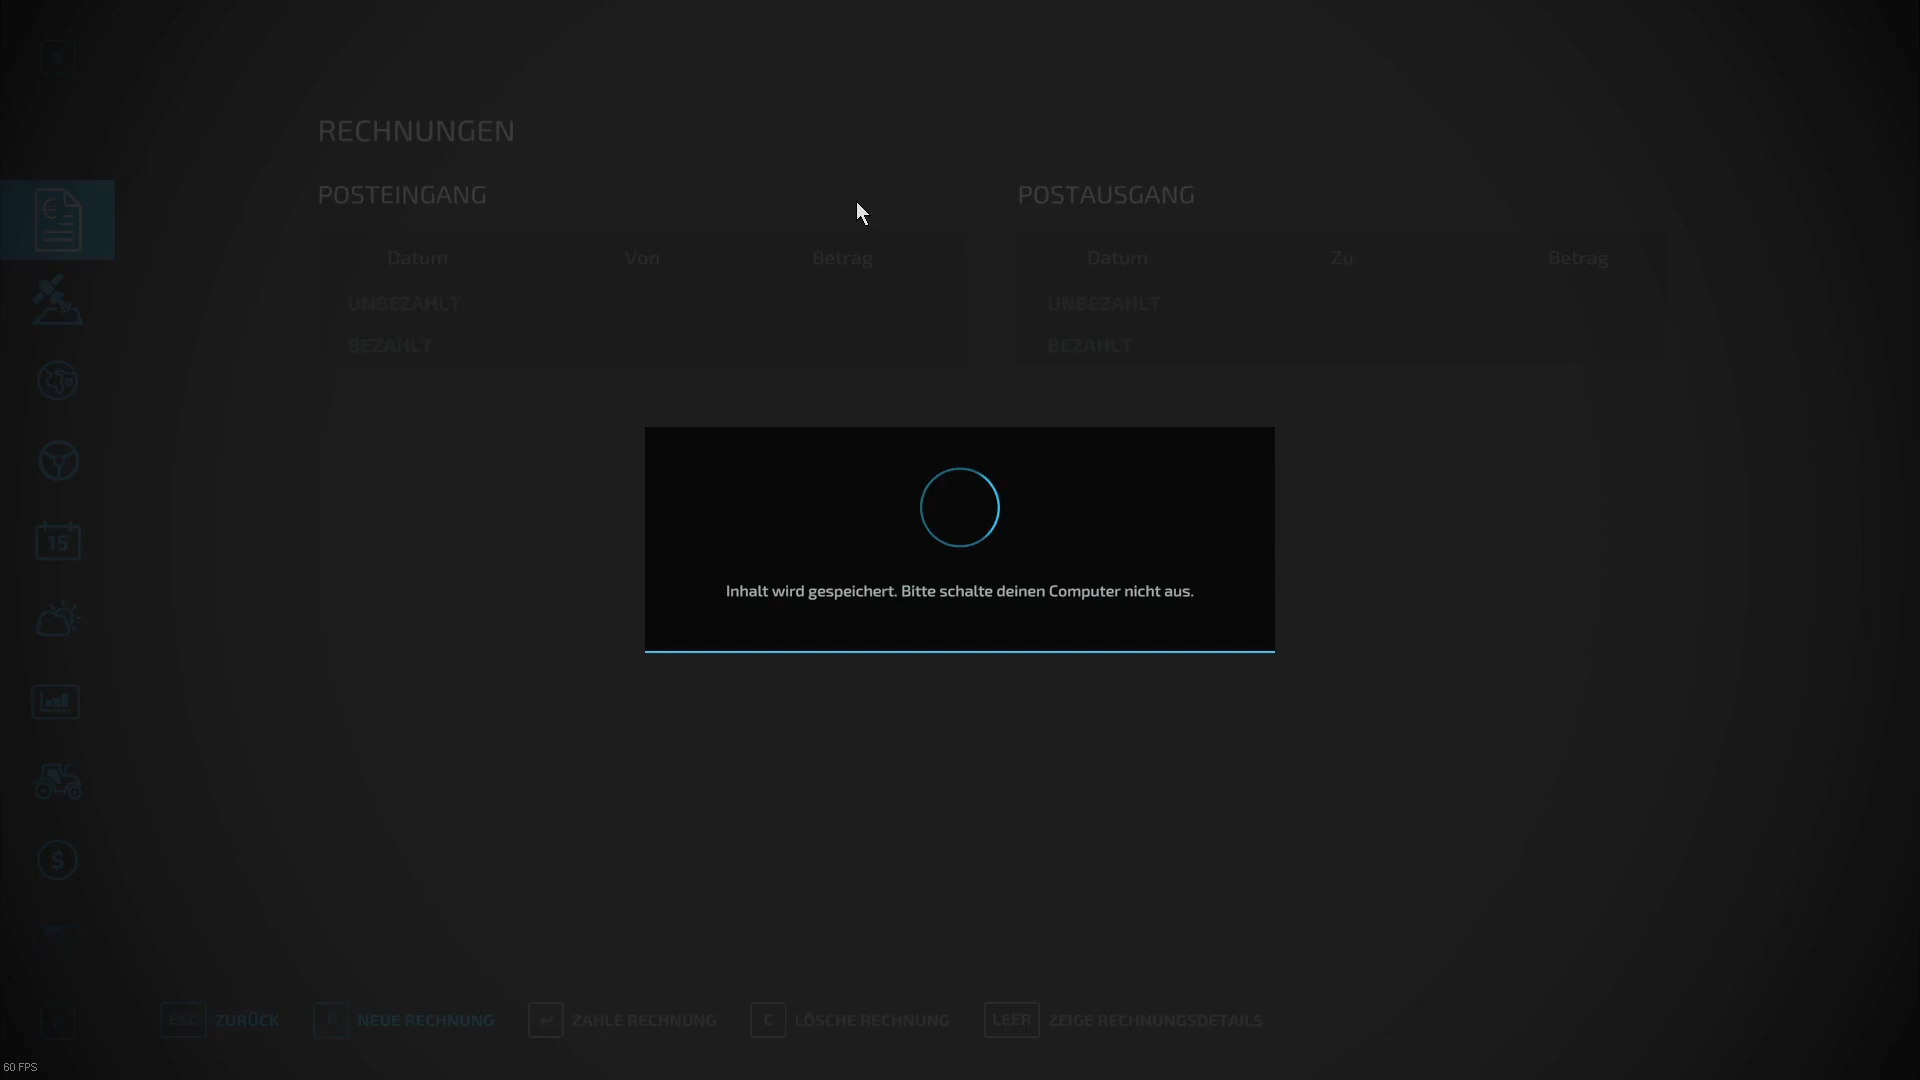 RECHNUNGEN
POSTEINGANG
POSTAUSGANG
Datum Von Betrag
Datum Zu Betrag
UNBEZAHLT
UNBEZAHLT
BEZAHLT
BEZAHLT
15
Inhalt wird gespeichert. Bitte schalte deinen Computer nicht aus.
$
ESC ZURÜCK
NEUE RECHNUNG
ZAHLE RECHNUNG
C LÖSCHE RECHNUNG
LEER ZEIGE RECHNUNGSDETAILS
60 FPS